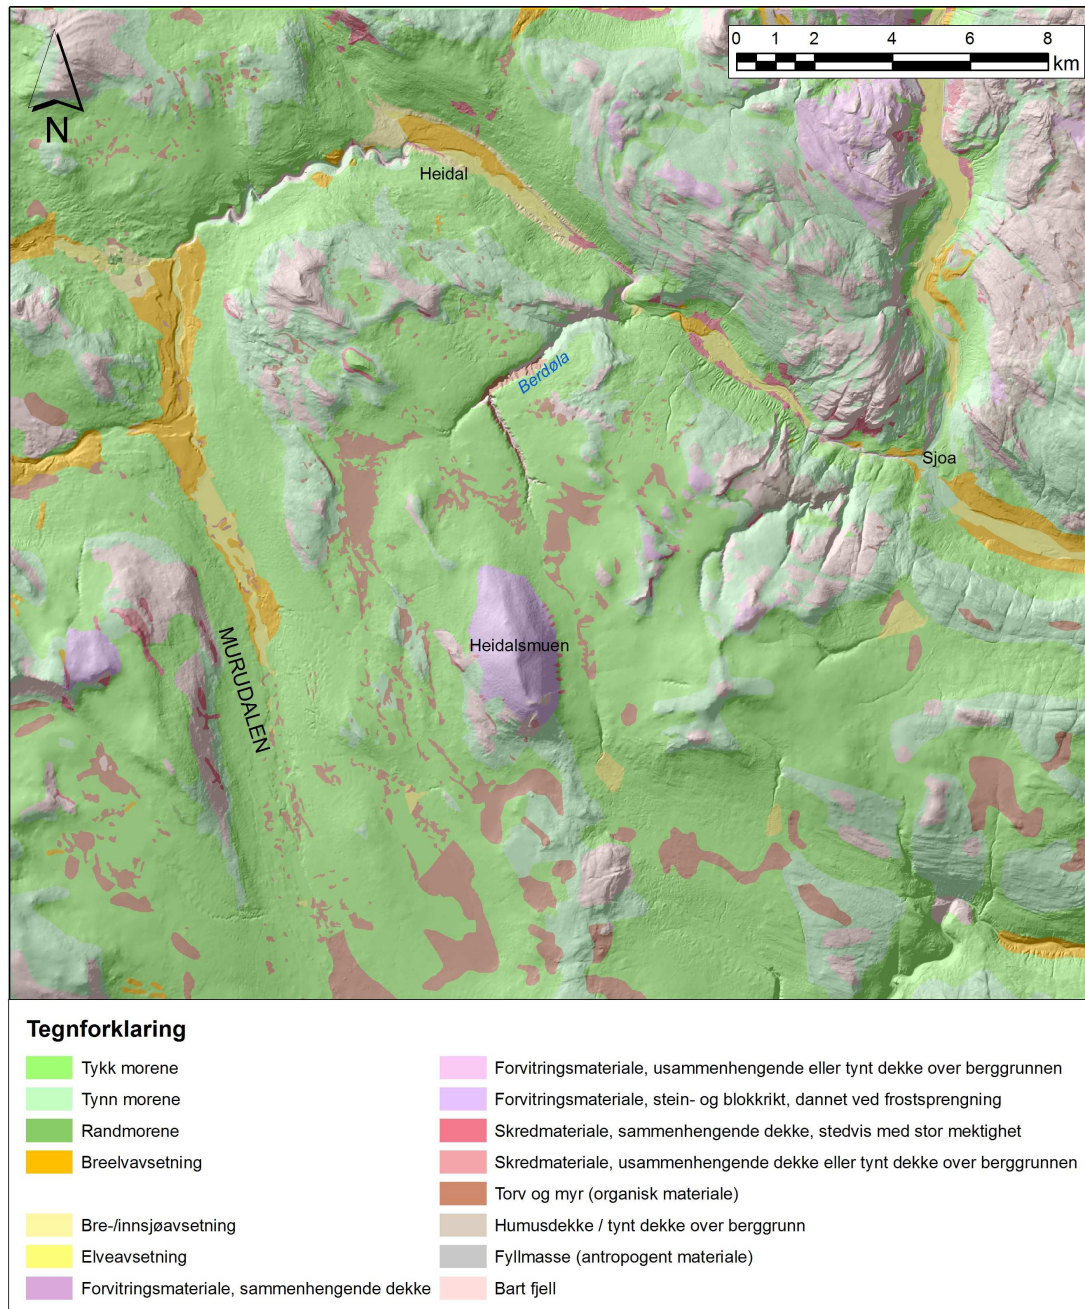 0 1 2 4 6 8
km
N
Heidal
Berdøla
Sjoa
Heidalsmuen
MURUDALEN
Tegnforklaring
Tykk morene
Tynn morene
Randmorene
Breelvavsetning
Bre-/innsjøavsetning
Elveavsetning
Forvitringsmateriale, sammenhengende dekke
Forvitringsmateriale, usammenhengende eller tynt dekke over berggrunnen
Forvitringsmateriale, stein- og blokkrikt, dannet ved frostsprengning
Skredmateriale, sammenhengende dekke, stedvis med stor mektighet
Skredmateriale, usammenhengende dekke eller tynt dekke over berggrunnen
Torv og myr (organisk materiale)
Humusdekke / tynt dekke over berggrunn
Fyllmasse (antropogent materiale)
Bart fjell